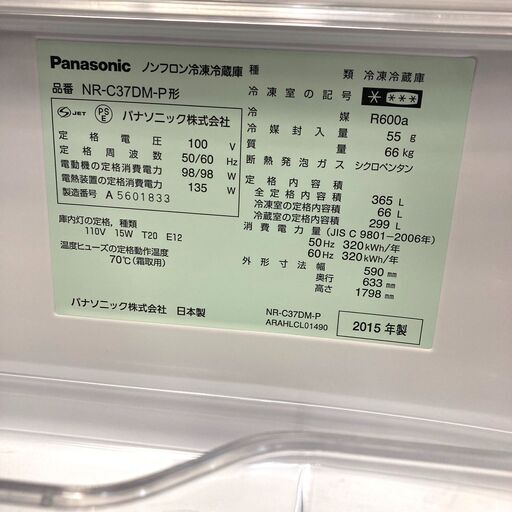 Panasonic ノンフロン冷凍冷蔵庫
品番 NR-C37DM-P形
S JET PS E パナソニック株式会社
定格電圧 100 V
定格周波数 50/60 Hz
電動機の定格消費電力 98/98 W
電熱装置の定格消費電力 135 W
製造番号 A 5601833
庫内灯の定格, 種類
110V 15W T20 E12
温度ヒューズの定格動作温度
70℃(霜取用)
パナソニック株式会社 日本製
種類 冷凍冷蔵庫
冷凍室の記号 * ***
冷媒 R600a
冷媒封入量 55 g
質量 66 kg
断熱発泡ガス シクロペンタン
定格内容積
全定格内容積 365 L
冷凍室の定格内容積 66 L
冷蔵室の定格内容積 299 L
消費電力量(JIS C 9801-2006年)
50Hz 320 kWh/年
60Hz 320 kWh/年
外形寸法 幅 590 mm
奥行 633 mm
高さ 1798 mm
NR-C37DM-P
ARAHLCL01490
2015年製